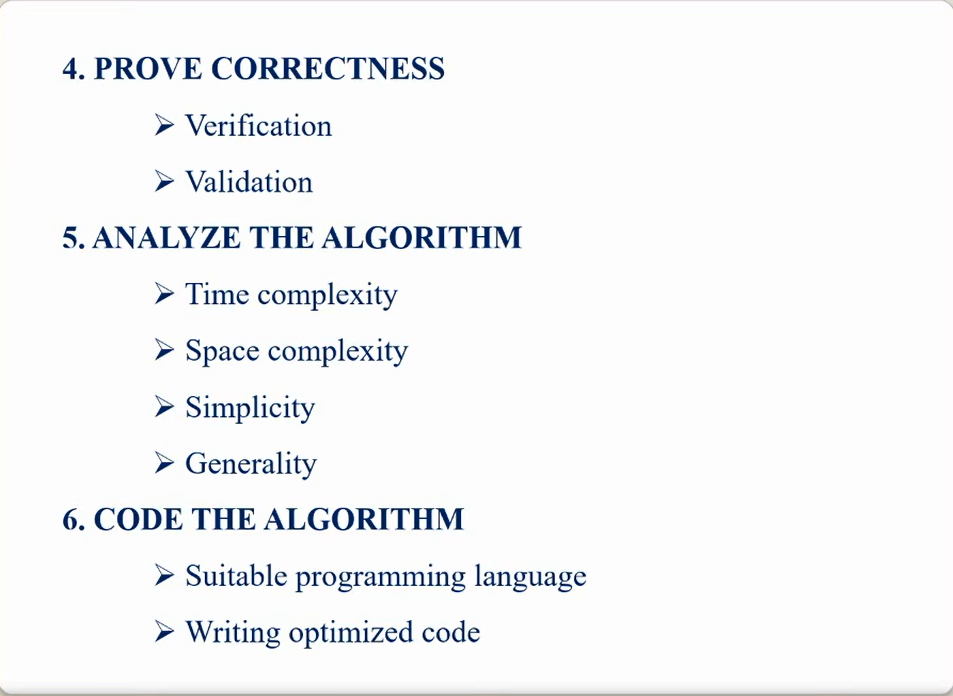 4. PROVE CORRECTNESS
➢ Verification
➢ Validation
5. ANALYZE THE ALGORITHM
➢ Time complexity
➢ Space complexity
➢ Simplicity
➢ Generality
6. CODE THE ALGORITHM
➢ Suitable programming language
➢ Writing optimized code